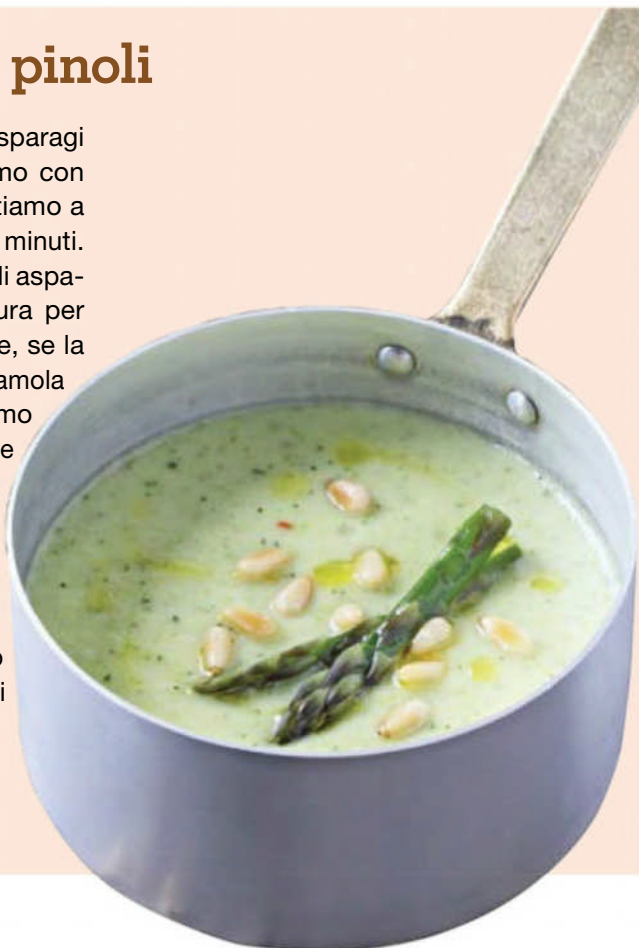 pinoli
sparagi
mo con
tiamo a
minuti.
li aspa-
ura per
e, se la
amola
mo
e
o
i